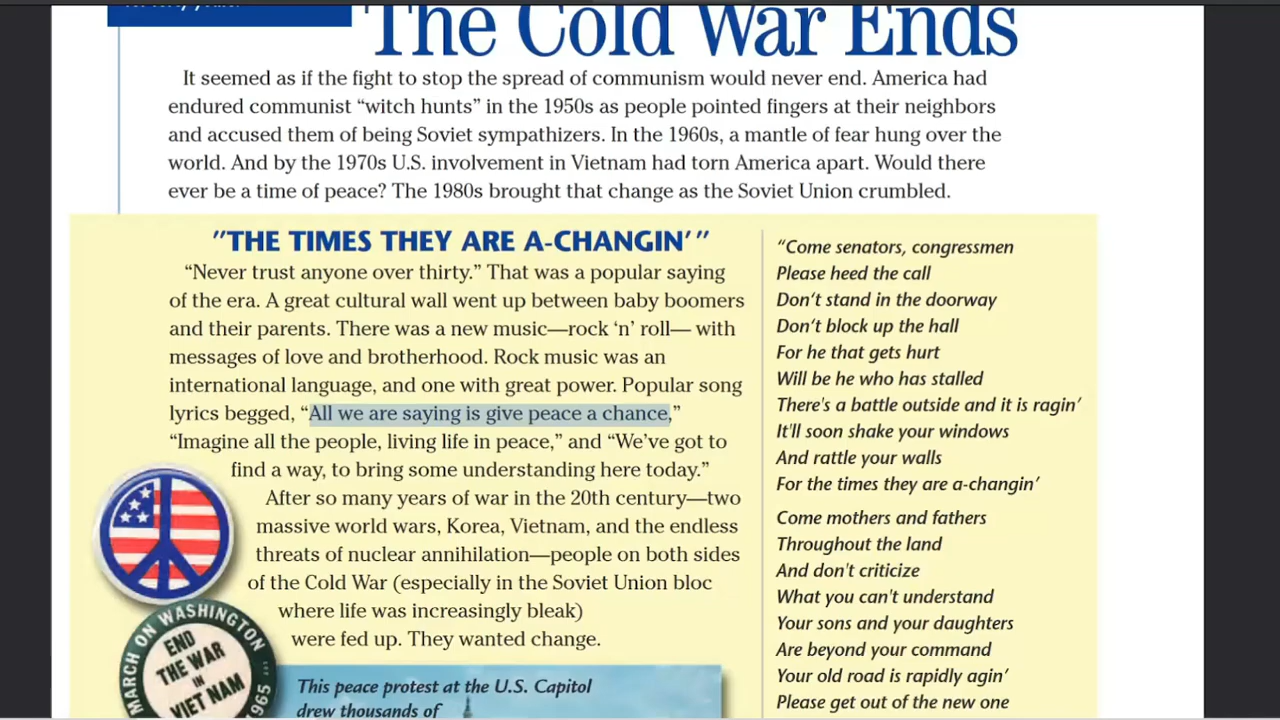 The Cold War Ends
It seemed as if the fight to stop the spread of communism would never end. America had
endured communist “witch hunts” in the 1950s as people pointed fingers at their neighbors
and accused them of being Soviet sympathizers. In the 1960s, a mantle of fear hung over the
world. And by the 1970s U.S. involvement in Vietnam had torn America apart. Would there
ever be a time of peace? The 1980s brought that change as the Soviet Union crumbled.
"THE TIMES THEY ARE A-CHANGIN’"
“Never trust anyone over thirty.” That was a popular saying
of the era. A great cultural wall went up between baby boomers
and their parents. There was a new music—rock ‘n’ roll— with
messages of love and brotherhood. Rock music was an
international language, and one with great power. Popular song
lyrics begged, “All we are saying is give peace a chance,”
“Imagine all the people, living life in peace,” and “We’ve got to
find a way, to bring some understanding here today.”
After so many years of war in the 20th century—two
massive world wars, Korea, Vietnam, and the endless
threats of nuclear annihilation—people on both sides
of the Cold War (especially in the Soviet Union bloc
where life was increasingly bleak)
were fed up. They wanted change.
“Come senators, congressmen
Please heed the call
Don’t stand in the doorway
Don‘t block up the hall
For he that gets hurt
Will be he who has stalled
There's a battle outside and it is ragin’
It'll soon shake your windows
And rattle your walls
For the times they are a-changin’
Come mothers and fathers
Throughout the land
And don't criticize
What you can't understand
Your sons and your daughters
Are beyond your command
Your old road is rapidly agin’
Please get out of the new one
MARCH ON WASHINGTON
END
THE WAR
IN
VIET NAM
1965
This peace protest at the U.S. Capitol
drew thousands of